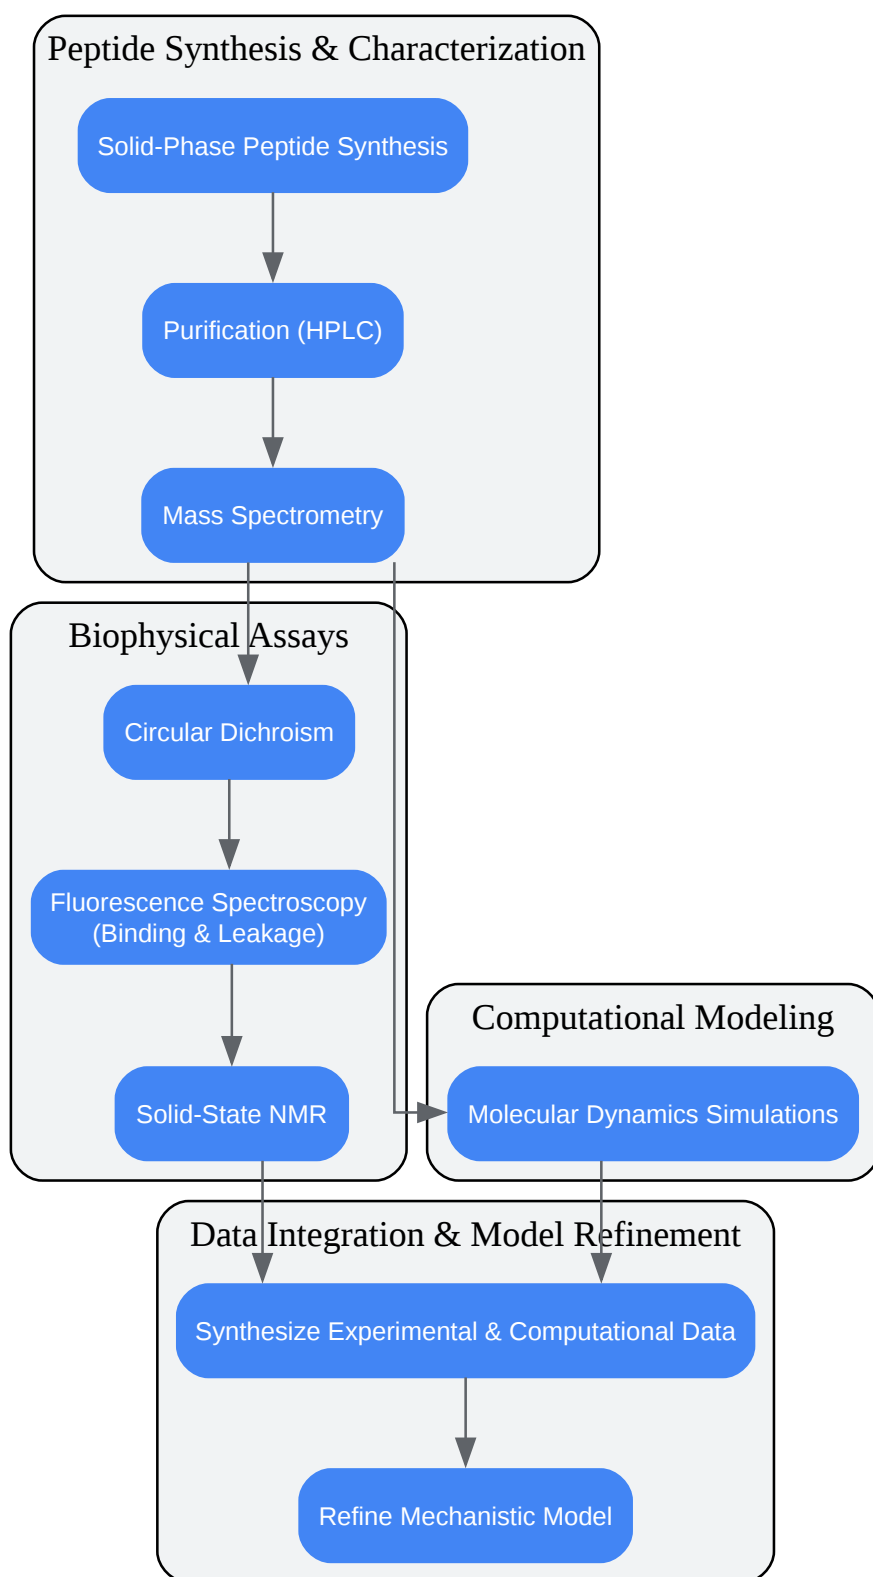 Peptide Synthesis & Characterization
Solid-Phase Peptide Synthesis
Purification (HPLC)
Mass Spectrometry
Biophysical Assays
Circular Dichroism
Fluorescence Spectroscopy
(Binding & Leakage)
Solid-State NMR
Computational Modeling
Molecular Dynamics Simulations
Data Integration & Model Refinement
Synthesize Experimental & Computational Data
Refine Mechanistic Model